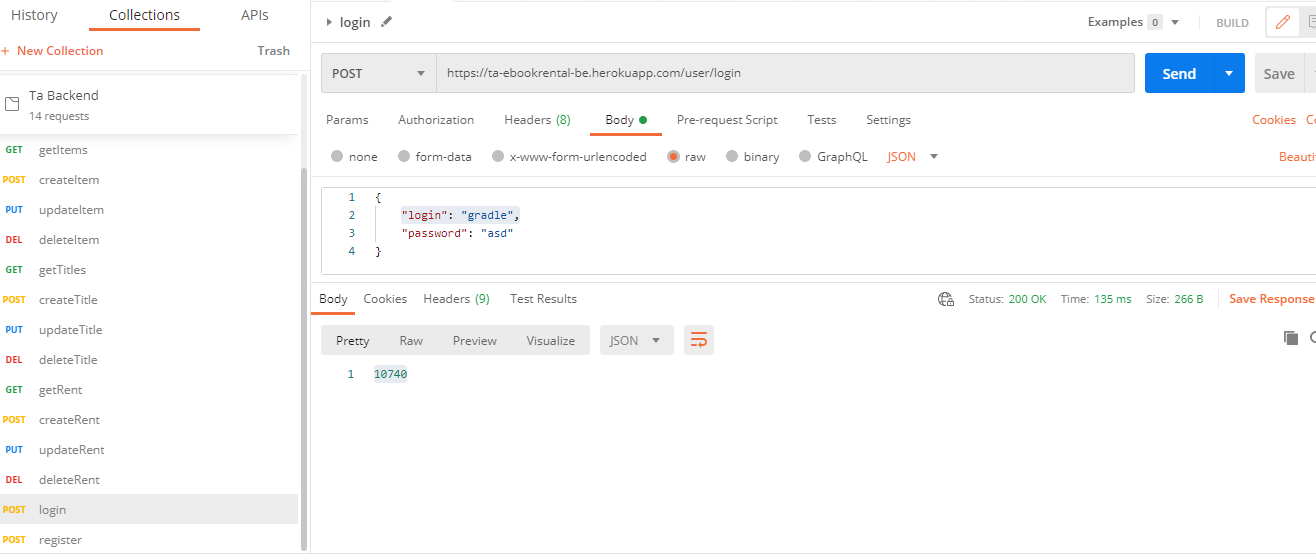 History Collections APIs
+ New Collection Trash
Ta Backend
14 requests
GET getItems
POST createItem
PUT updateItem
DEL deleteItem
GET getTitles
POST createTitle
PUT updateTitle
DEL deleteTitle
GET getRent
POST createRent
PUT updateRent
DEL deleteRent
POST login
POST register
login Examples 0 BUILD
POST https://ta-ebookrental-be.herokuapp.com/user/login Send Save
Params Authorization Headers (8) Body Pre-request Script Tests Settings Cookies
none form-data x-www-form-urlencoded raw binary GraphQL JSON Beauti
1 {
2 "login": "gradle",
3 "password": "asd"
4 }
Body Cookies Headers (9) Test Results Status: 200 OK Time: 135 ms Size: 266 B Save Response
Pretty Raw Preview Visualize JSON
1 10740